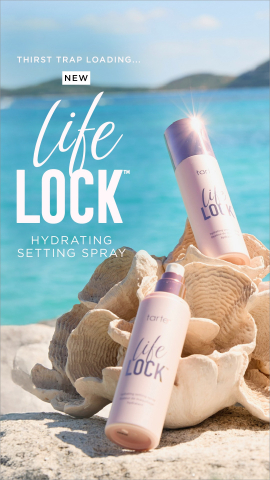 THIRST TRAP LOADING...
NEW
life
LOCK™
HYDRATING
SETTING SPRAY
tarte
life
LOCK
tarte
life
LOCK